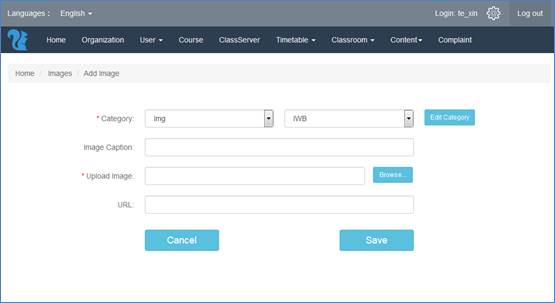 Languages : English Login: fe_xin Log out
Home Organization User Course ClassServer Timetable Classroom Content Complaint
Home / Images / Add Image
* Category: img IWB Edit Category
Image Caption:
* Upload Image: Browse...
URL:
Cancel Save